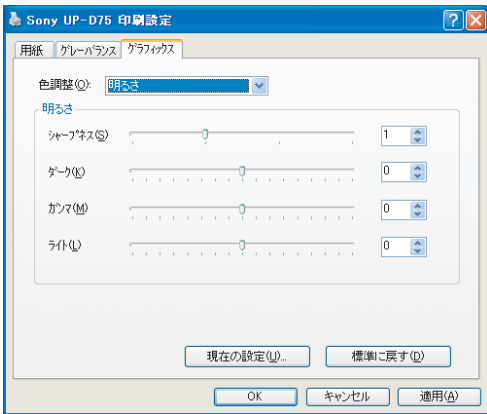 Sony UP-D75 印刷設定
用紙 グレーバランス グラフィックス
色調整(O): 明るさ
明るさ
シャープネス(S) 1
ダーク(K) 0
ガンマ(M) 0
ライト(L) 0
現在の設定(U)... 標準に戻す(D)
OK キャンセル 適用(A)